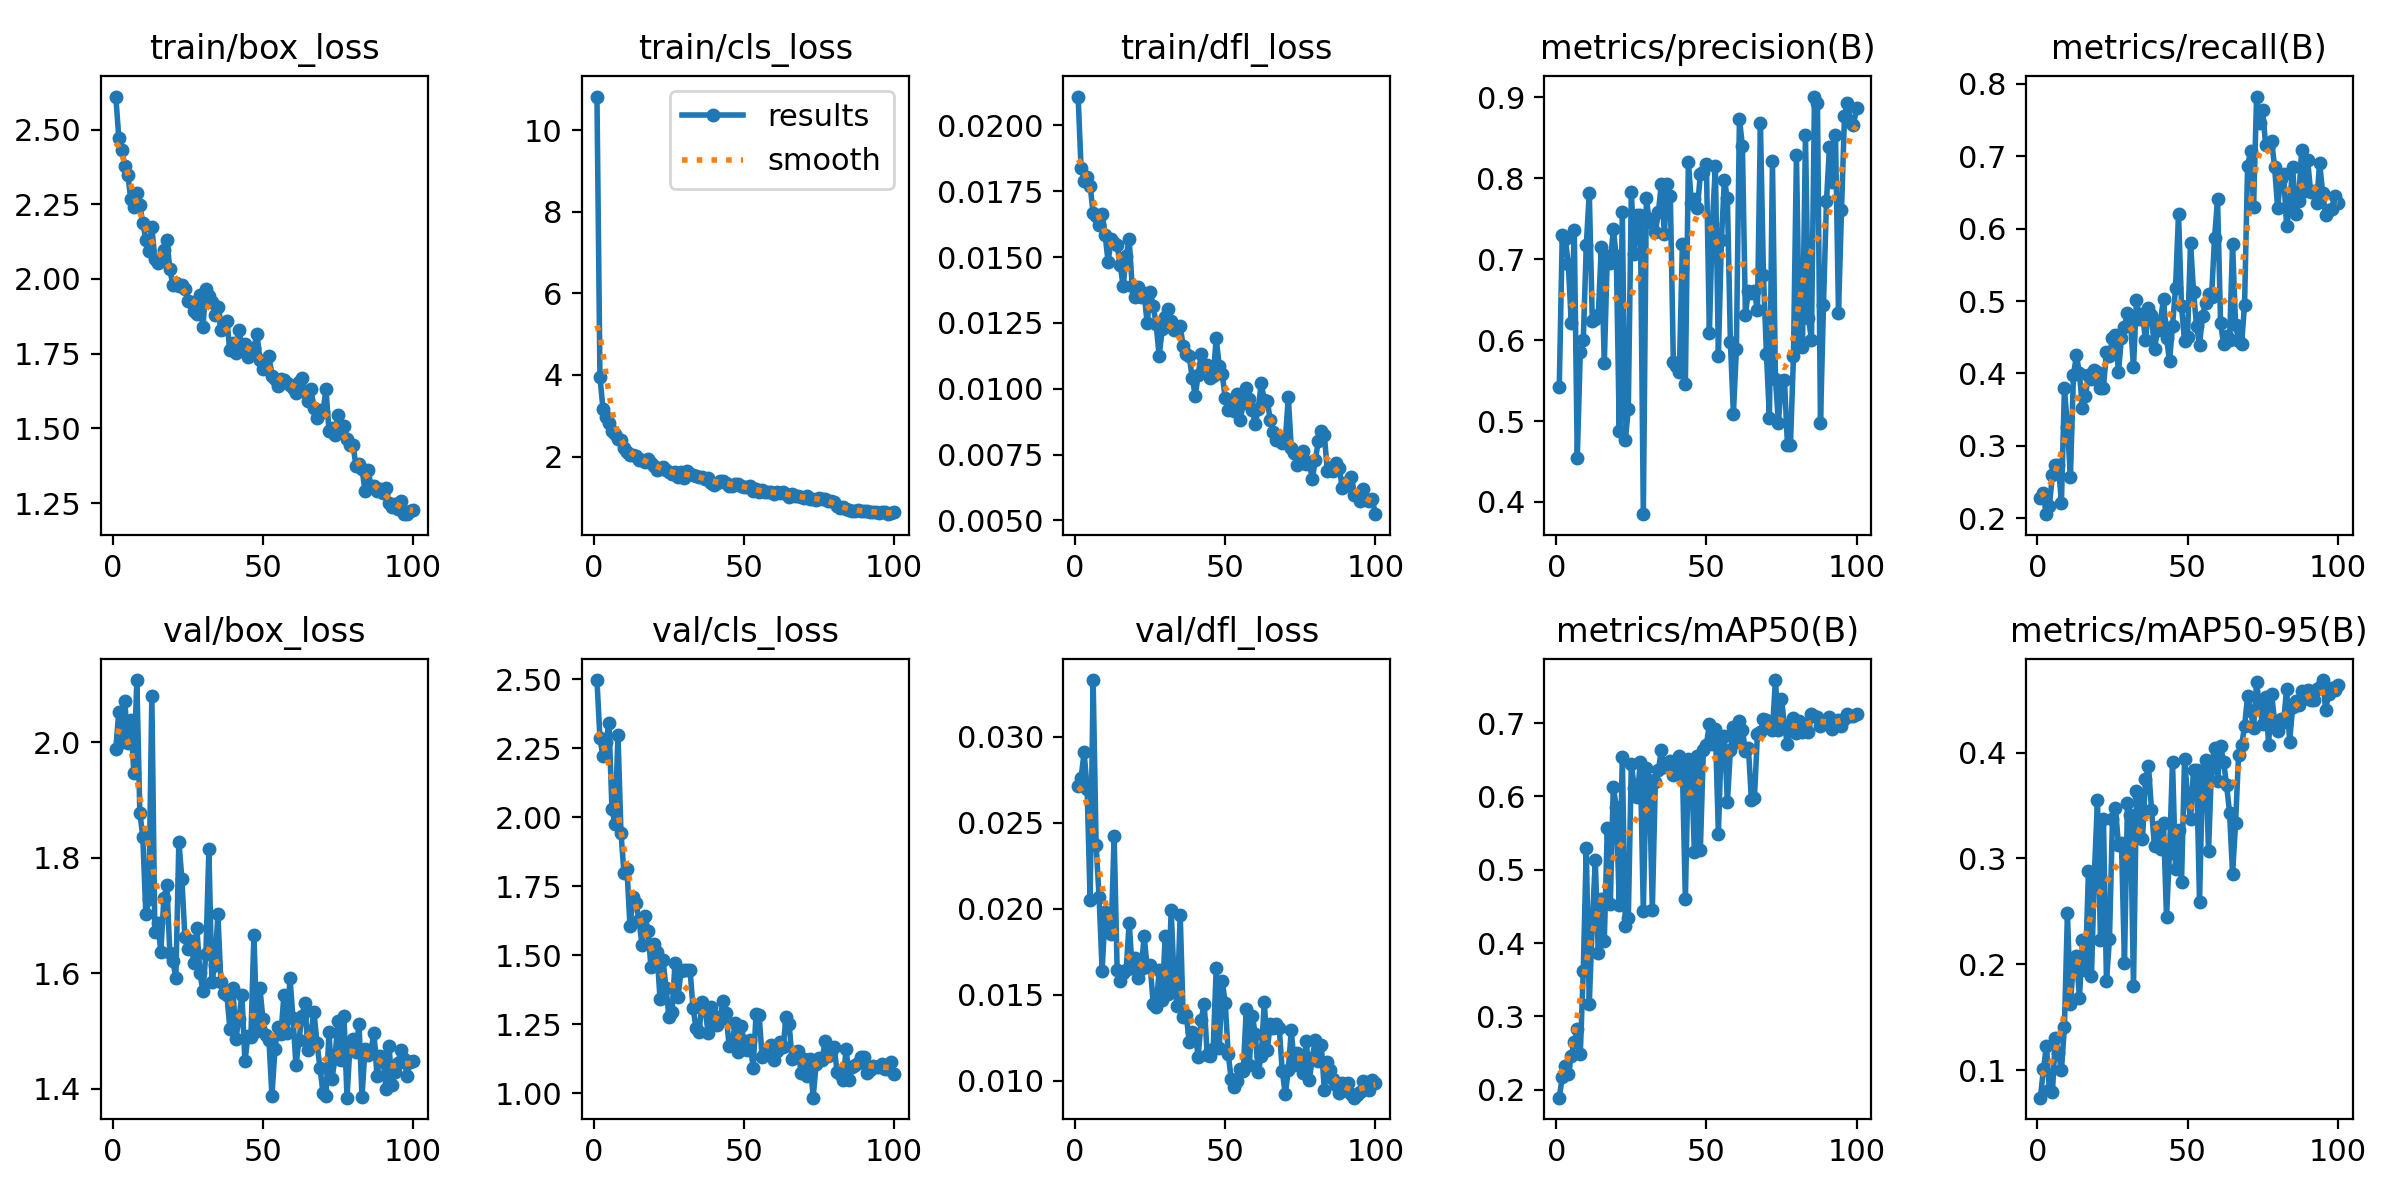 train/box_loss
2.50
2.25
2.00
1.75
1.50
1.25
0 50 100
train/cls_loss
results
smooth
10
8
6
4
2
0 50 100
train/dfl_loss
0.0200
0.0175
0.0150
0.0125
0.0100
0.0075
0.0050
0 50 100
metrics/precision(B)
0.9
0.8
0.7
0.6
0.5
0.4
0 50 100
metrics/recall(B)
0.8
0.7
0.6
0.5
0.4
0.3
0.2
0 50 100
val/box_loss
2.0
1.8
1.6
1.4
0 50 100
val/cls_loss
2.50
2.25
2.00
1.75
1.50
1.25
1.00
0 50 100
val/dfl_loss
0.030
0.025
0.020
0.015
0.010
0 50 100
metrics/mAP50(B)
0.7
0.6
0.5
0.4
0.3
0.2
0 50 100
metrics/mAP50-95(B)
0.4
0.3
0.2
0.1
0 50 100